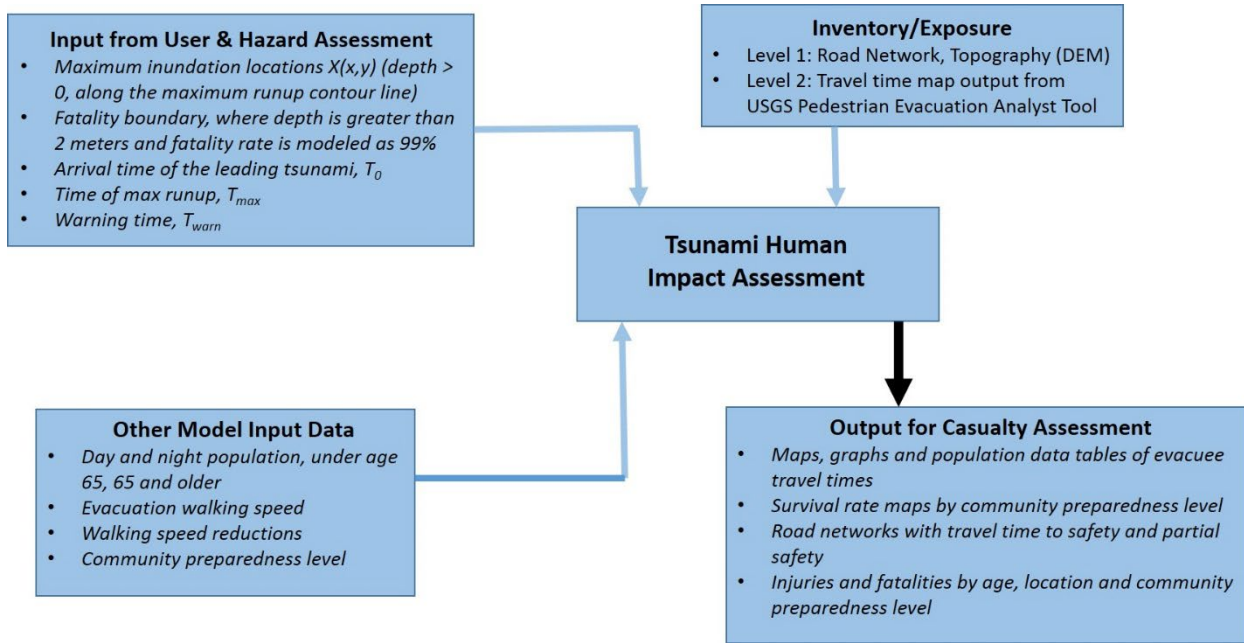 Input from User & Hazard Assessment
• Maximum inundation locations X(x,y) (depth >
0, along the maximum runup contour line)
• Fatality boundary, where depth is greater than
2 meters and fatality rate is modeled as 99%
• Arrival time of the leading tsunami, T0
• Time of max runup, Tmax
• Warning time, Twarn
Inventory/Exposure
• Level 1: Road Network, Topography (DEM)
• Level 2: Travel time map output from
USGS Pedestrian Evacuation Analyst Tool
Tsunami Human
Impact Assessment
Other Model Input Data
• Day and night population, under age
65, 65 and older
• Evacuation walking speed
• Walking speed reductions
• Community preparedness level
Output for Casualty Assessment
• Maps, graphs and population data tables of evacuee
travel times
• Survival rate maps by community preparedness level
• Road networks with travel time to safety and partial
safety
• Injuries and fatalities by age, location and community
preparedness level